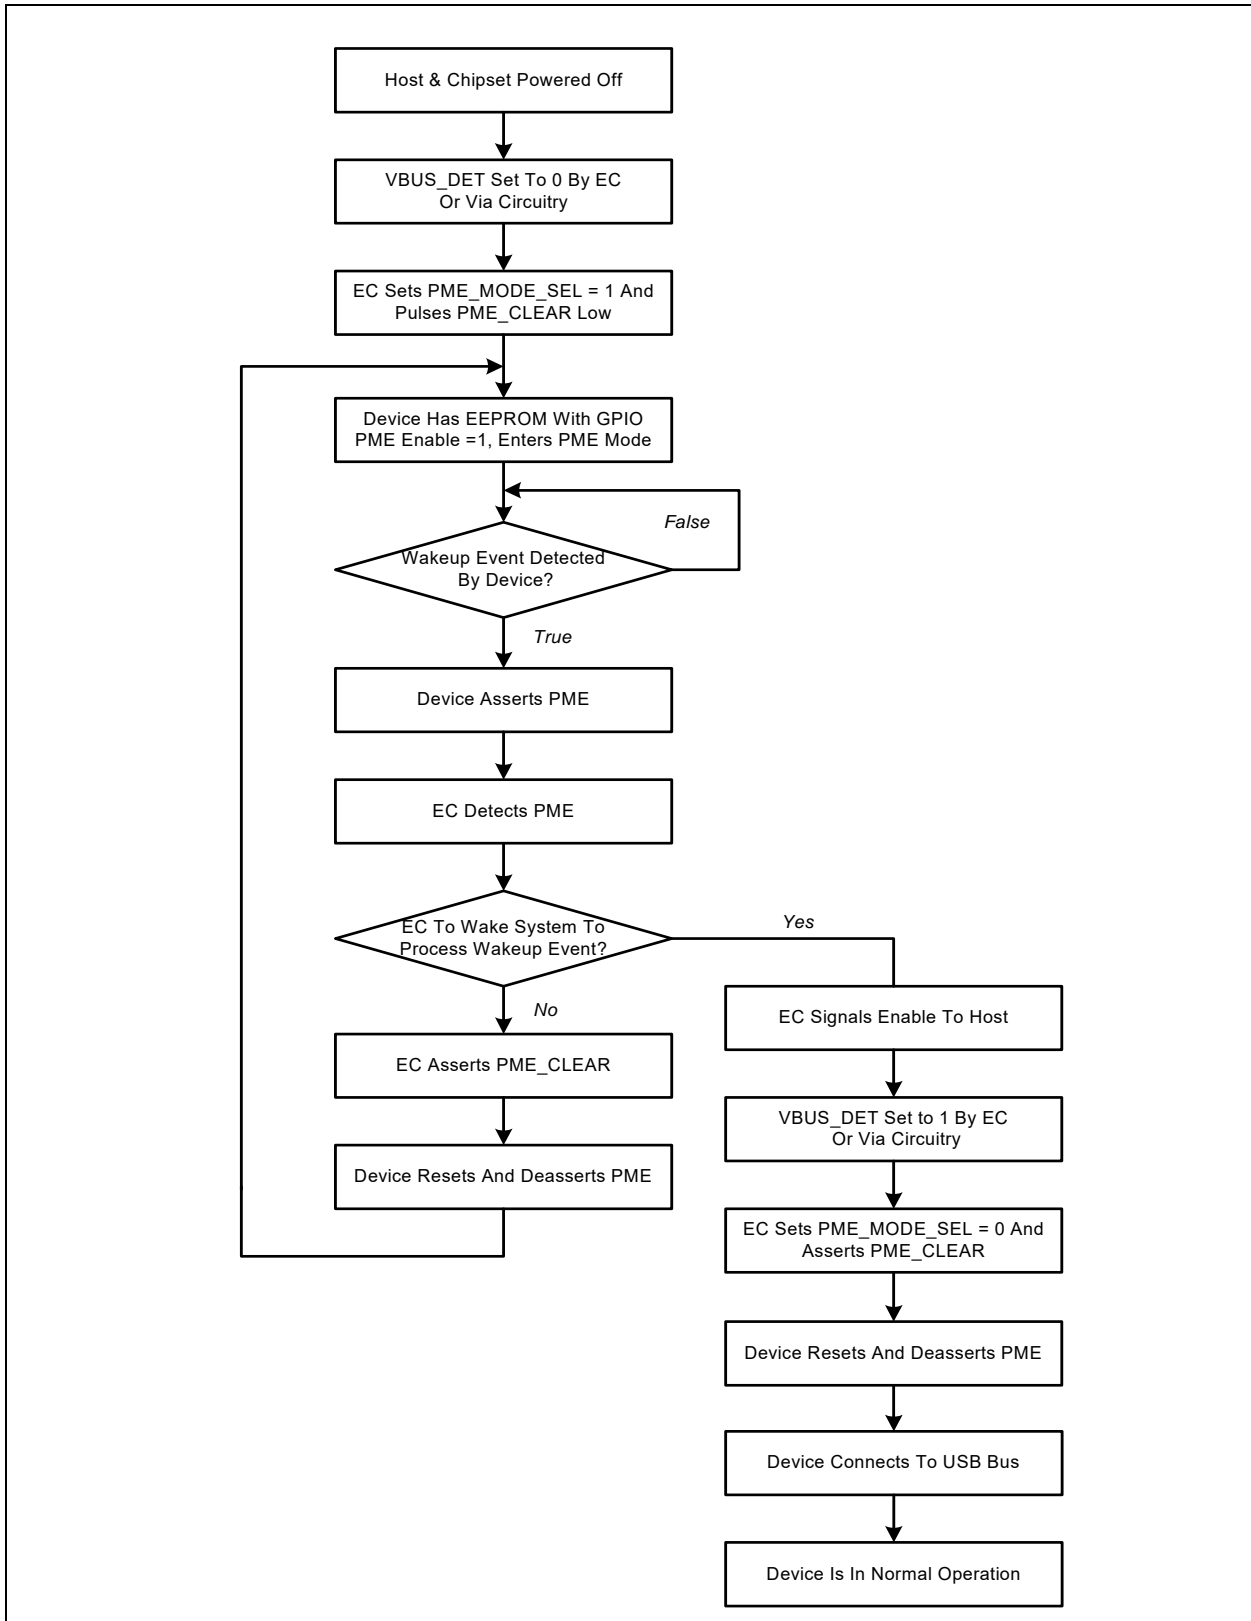 Host & Chipset Powered Off
VBUS_DET Set To 0 By EC
Or Via Circuitry
EC Sets PME_MODE_SEL = 1 And
Pulses PME_CLEAR Low
Device Has EEPROM With GPIO
PME Enable =1, Enters PME Mode
False
Wakeup Event Detected
By Device?
True
Device Asserts PME
EC Detects PME
EC To Wake System To
Process Wakeup Event?
Yes
No
EC Asserts PME_CLEAR
Device Resets And Deasserts PME
EC Signals Enable To Host
VBUS_DET Set to 1 By EC
Or Via Circuitry
EC Sets PME_MODE_SEL = 0 And
Asserts PME_CLEAR
Device Resets And Deasserts PME
Device Connects To USB Bus
Device Is In Normal Operation